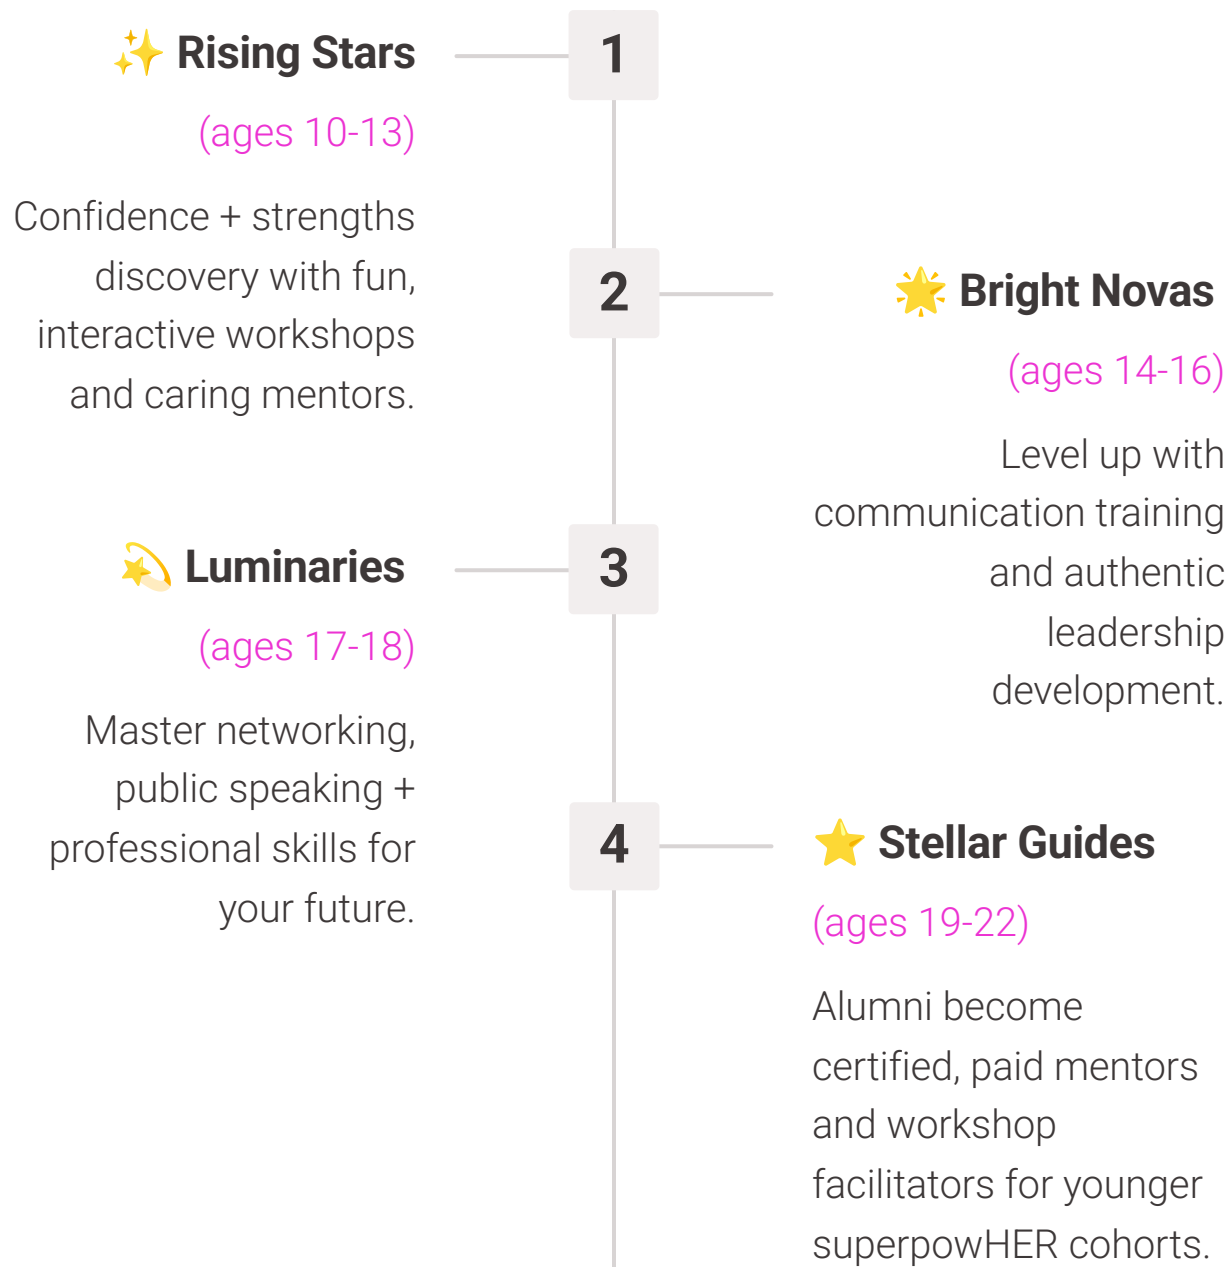 ✨ Rising Stars
(ages 10-13)
Confidence + strengths
discovery with fun,
interactive workshops
and caring mentors.
1
2
🌟 Bright Novas
(ages 14-16)
Level up with
communication training
and authentic
leadership
development.
💫 Luminaries
(ages 17-18)
Master networking,
public speaking +
professional skills for
your future.
3
4
⭐ Stellar Guides
(ages 19-22)
Alumni become
certified, paid mentors
and workshop
facilitators for younger
superpowHER cohorts.